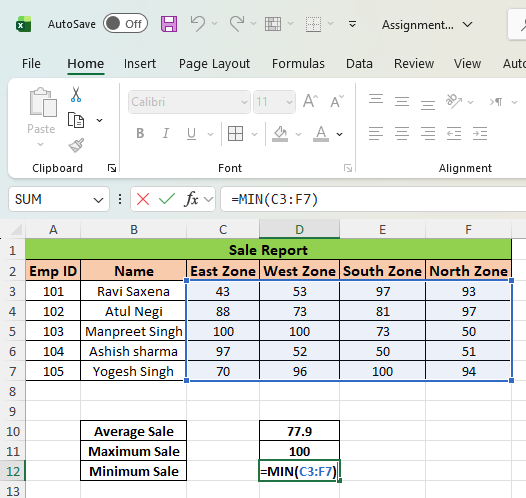 AutoSave Off Assignment...
File Home Insert Page Layout Formulas Data Review View Auto
Paste Calibri 11 A A
B I U A
Clipboard Font Alignment
SUM fx =MIN(C3:F7)
A B C D E F
1 Sale Report
2 Emp ID Name East Zone West Zone South Zone North Zone
3 101 Ravi Saxena 43 53 97 93
4 102 Atul Negi 88 73 81 97
5 103 Manpreet Singh 100 100 73 50
6 104 Ashish sharma 97 52 50 51
7 105 Yogesh Singh 70 96 100 94
8
9
10 Average Sale 77.9
11 Maximum Sale 100
12 Minimum Sale =MIN(C3:F7)
13